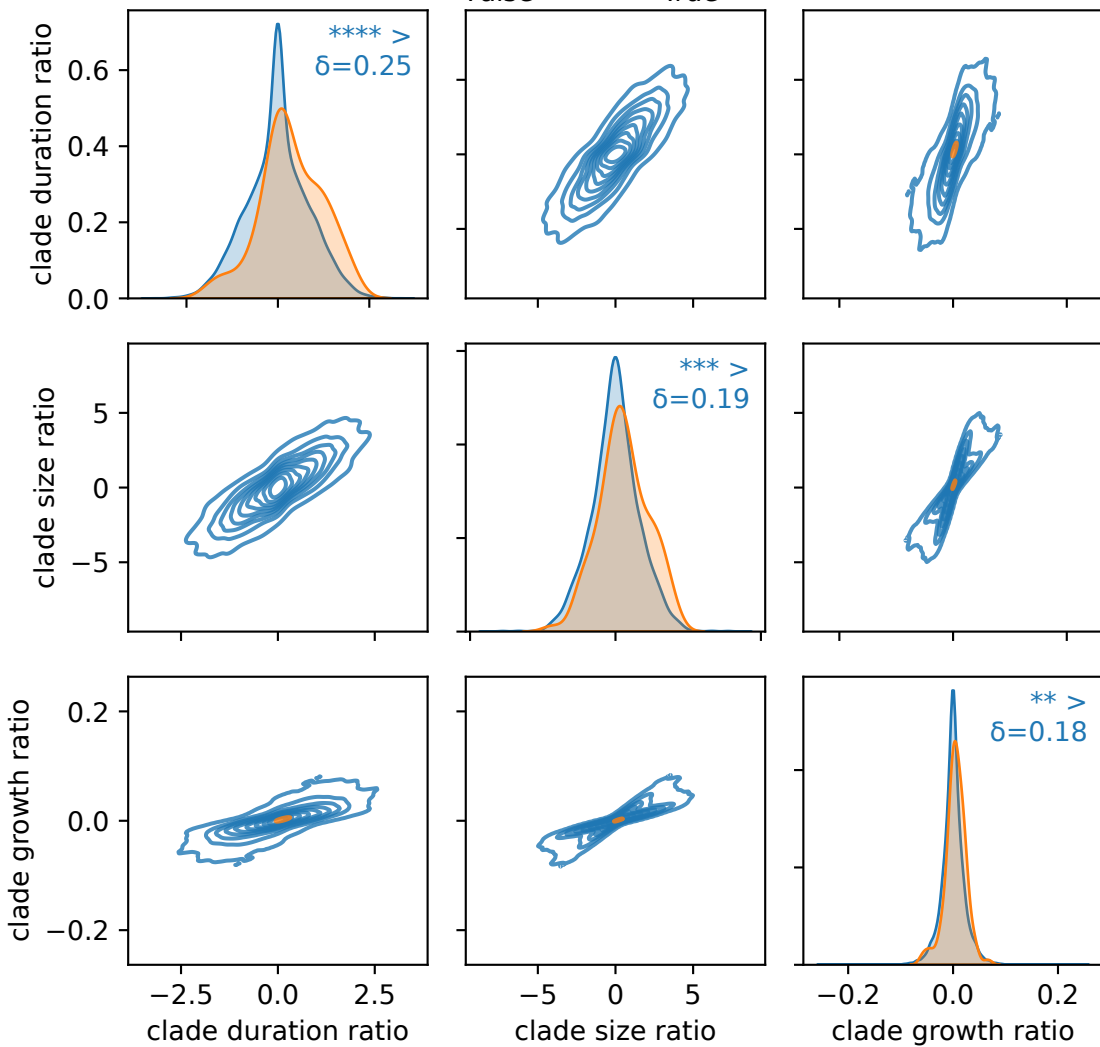 clade duration ratio
0.6
0.4
0.2
0.0
**** >
δ=0.25
clade size ratio
5
0
−5
*** >
δ=0.19
clade growth ratio
0.2
0.0
−0.2
** >
δ=0.18
−2.5 0.0 2.5
−5 0 5
−0.2 0.0 0.2
clade duration ratio
clade size ratio
clade growth ratio